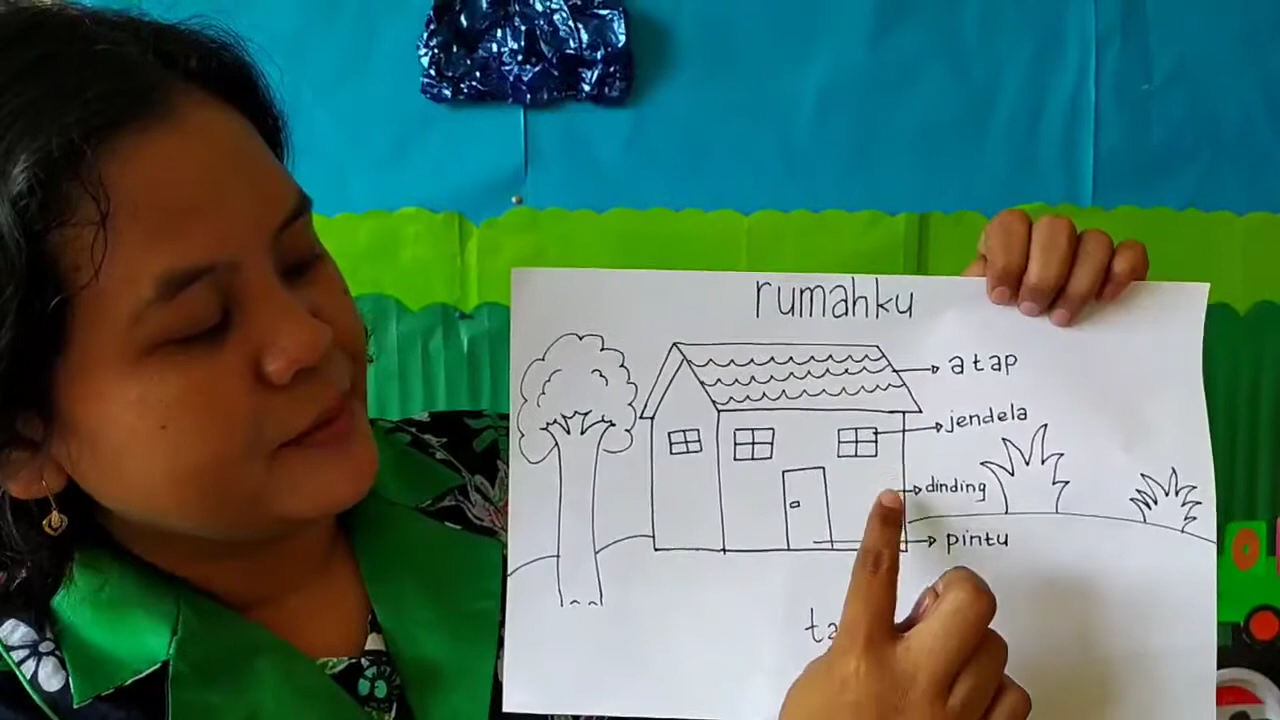 rumahku
atap
jendela
dinding
pintu